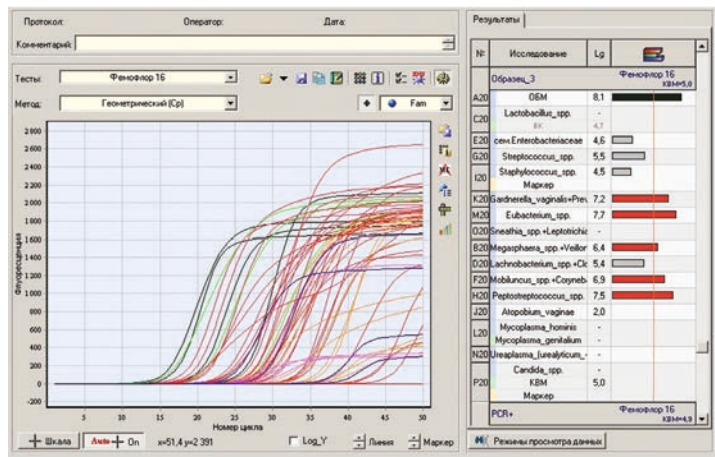 Протокол: Оператор: Дата:
Комментарий:
Тесты: Фемофлор 16
Метод: Геометрический (Cp) Fam
2 800
2 600
2 400
2 200
2 000
1 800
1 600
1 400
1 200
1 000
800
600
400
200
0
-200
Флуоресценция
5 10 15 20 25 30 35 40 45 50
Номер цикла
Шкала Auto On x=51,4 y=2 391 Log_Y Линия Маркер
Результаты
№ Исследование Lg
Образец_3 Фемофлор 16
КВМ=5,0
A20 ОБМ 8,1
C20 Lactobacillus_spp. -
ВК 4,7
E20 сем.Enterobacteriaceae 4,6
G20 Streptococcus_spp. 5,5
I20 Staphylococcus_spp. 4,5
Маркер
K20 Gardnerella_vaginalis+Prev 7,2
M20 Eubacterium_spp. 7,7
O20 Sneathia_spp.+Leptotrichic -
B20 Megasphaera_spp.+Veillor 6,4
D20 Lachnobacterium_spp.+Clc 5,4
F20 Mobiluncus_spp.+Coryneb 6,9
H20 Peptostreptococcus_spp. 7,5
J20 Atopobium_vaginae 2,0
L20 Mycoplasma_hominis -
Mycoplasma_genitalium -
N20 Ureaplasma_(urealyticum_ -
P20 Candida_spp. -
КВМ 5,0
Маркер
PCR+ Фемофлор 16
КВМ=4,9
Режимы просмотра данных